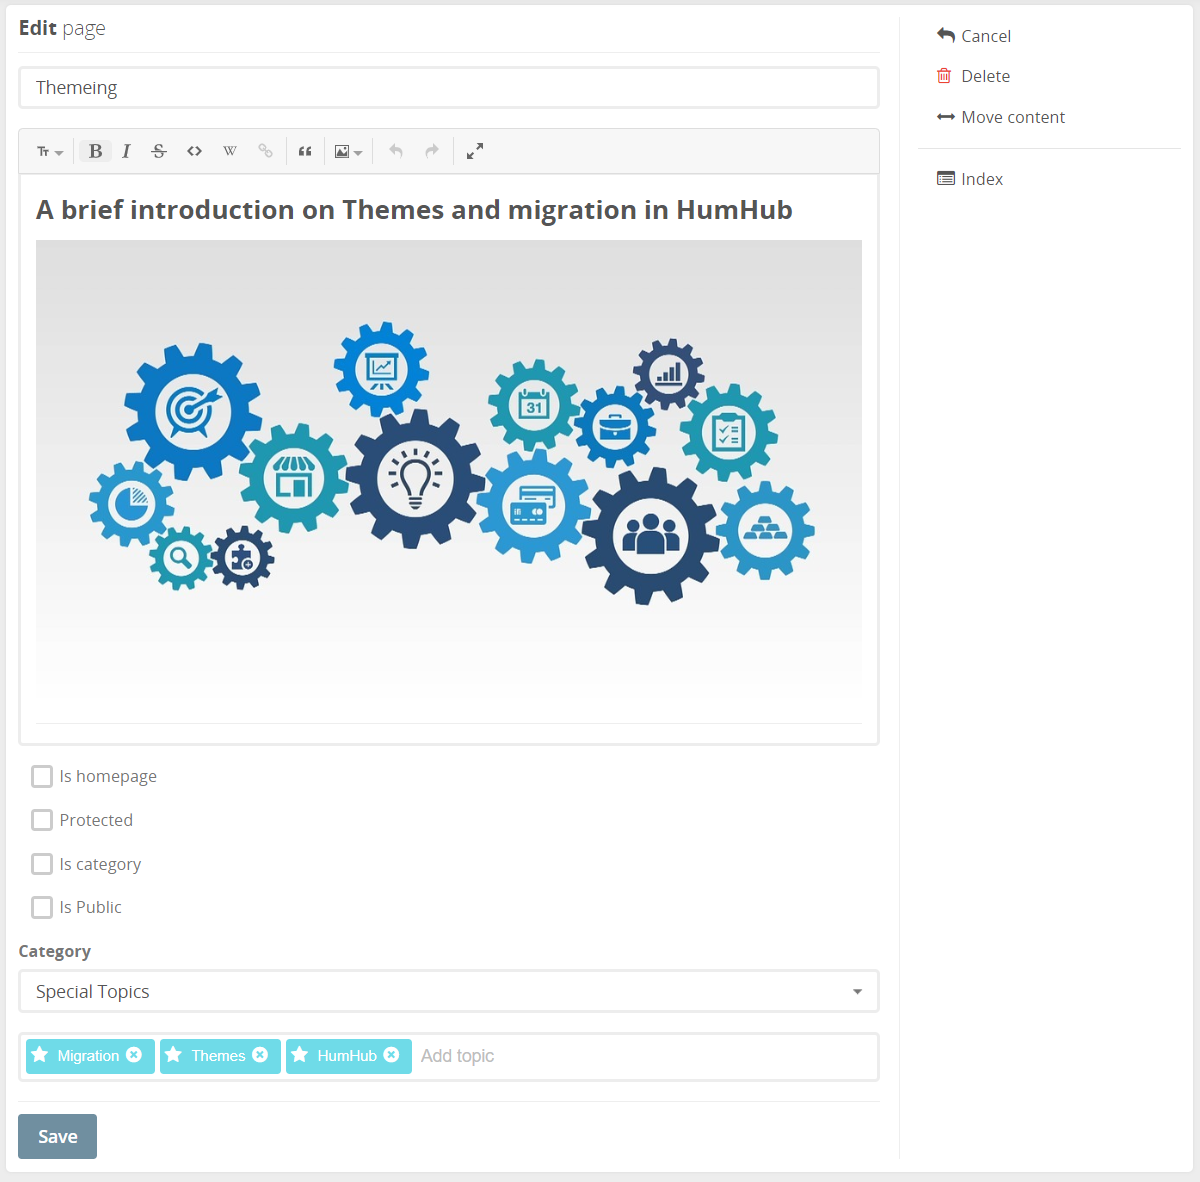 Edit page
Cancel
Themeing
Delete
Move content
Index
A brief introduction on Themes and migration in HumHub
31
Is homepage
Protected
Is category
Is Public
Category
Special Topics
Migration Themes HumHub Add topic
Save